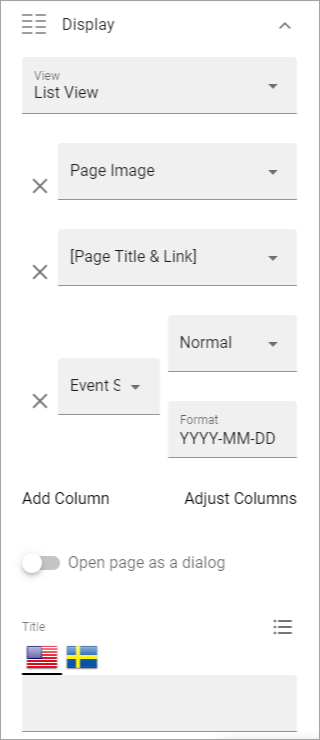 Display
View
List View
Page Image
[Page Title & Link]
Normal
Event S
Format
YYYY-MM-DD
Add Column Adjust Columns
Open page as a dialog
Title